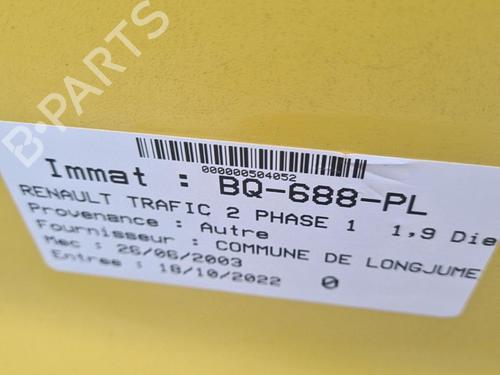 B-PARTS
000000504052
Immat : BQ-688-PL
RENAULT TRAFIC 2 PHASE 1 1,9 Die
Provenance : Autre
Fournisseur : COMMUNE DE LONGJUME
Mec : 26/06/2003
Entree : 18/10/2022 0